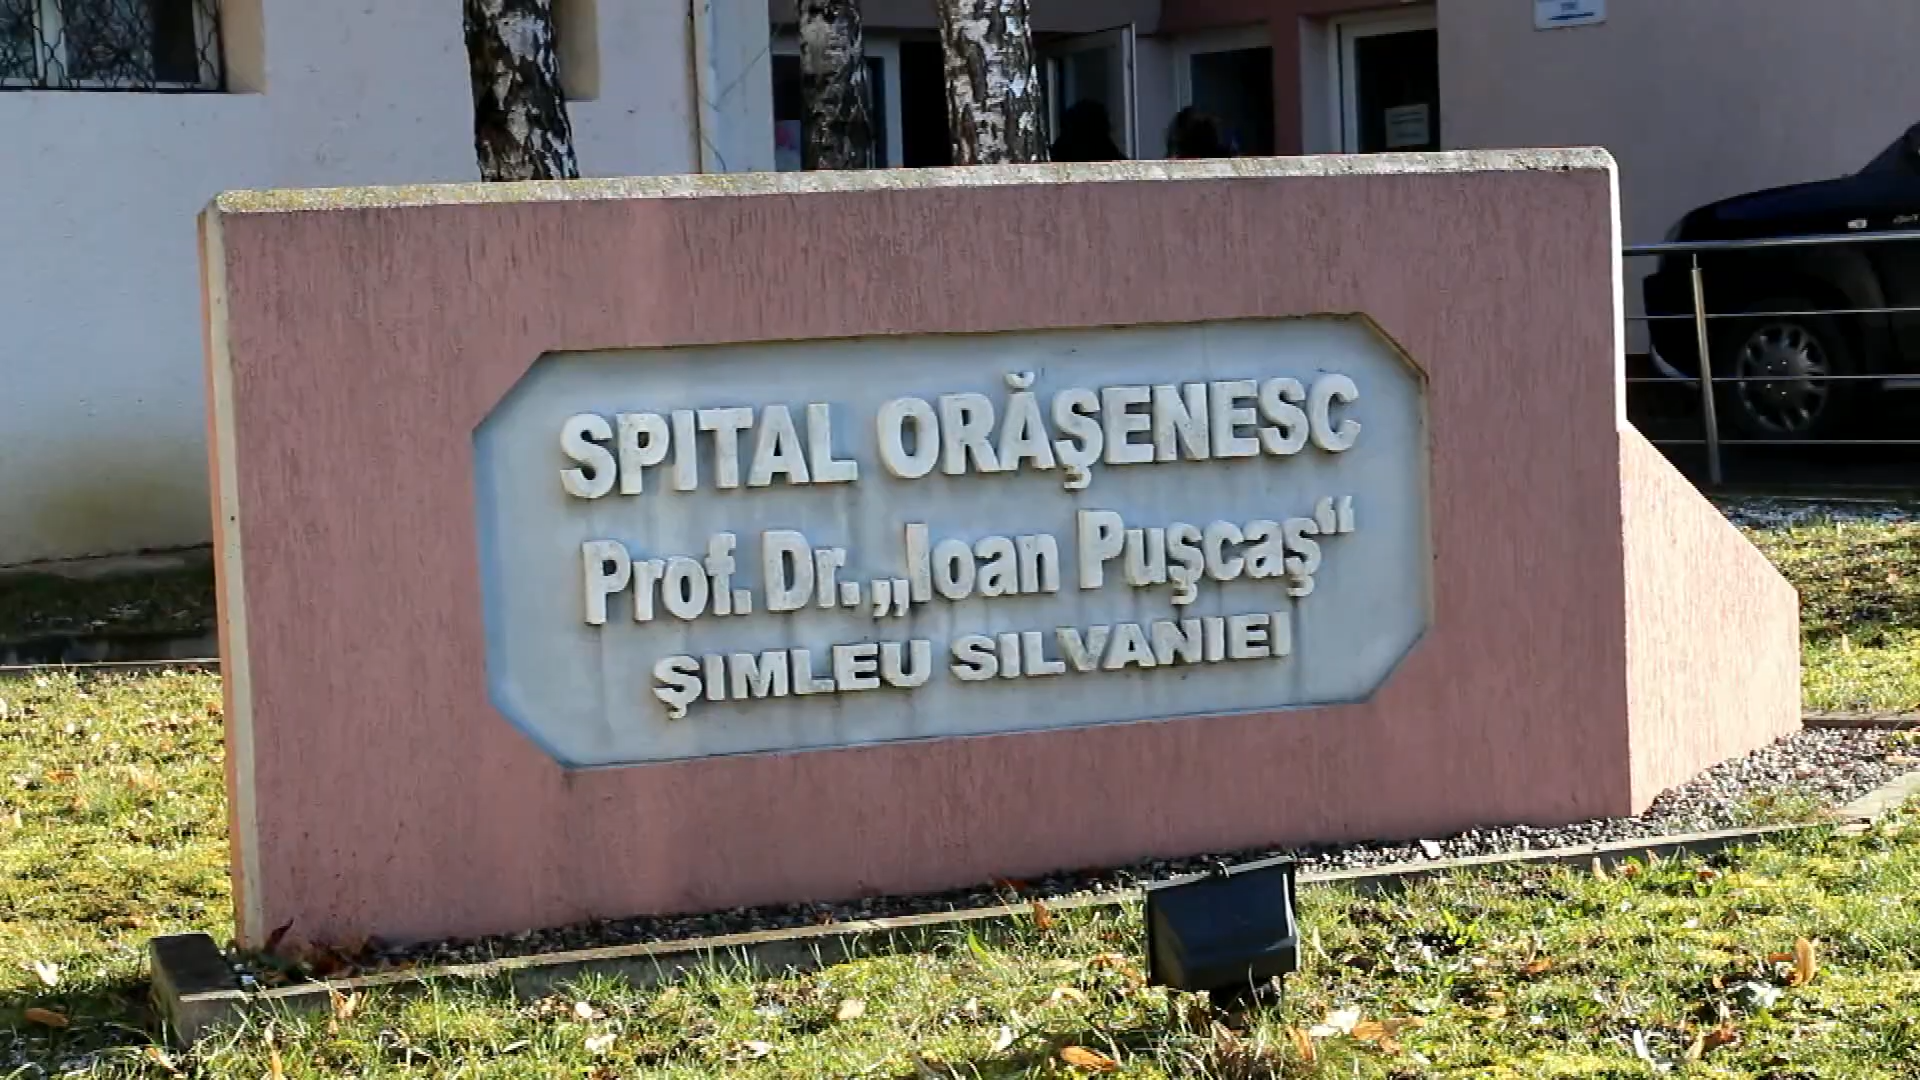 SPITAL ORĂŞENESC
Prof. Dr. „Ioan Puşcaş“
ŞIMLEU SILVANIEI